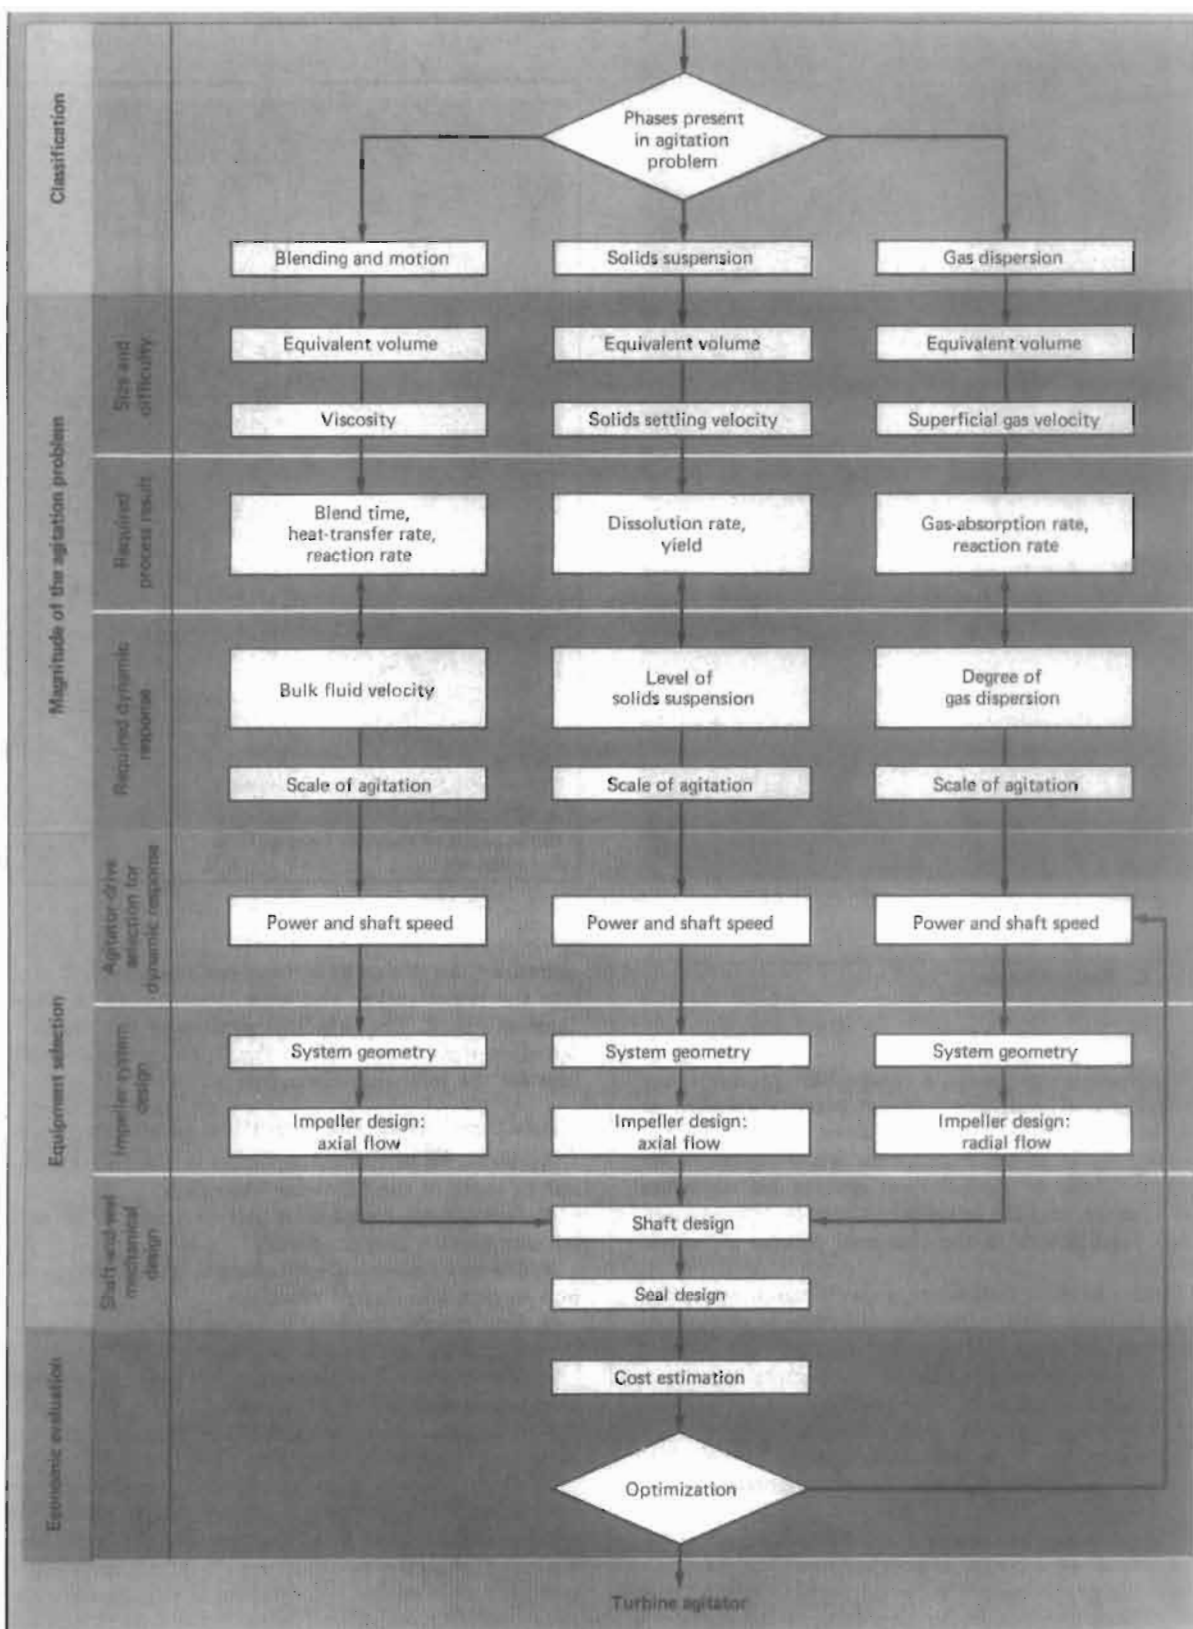 Classification
Phases present
in agitation
problem
Blending and motion
Solids suspension
Gas dispersion
Magnitude of the agitation problem
Size and
difficulty
Equivalent volume
Equivalent volume
Equivalent volume
Viscosity
Solids settling velocity
Superficial gas velocity
Required
process result
Blend time,
heat-transfer rate,
reaction rate
Dissolution rate,
yield
Gas-absorption rate,
reaction rate
Required dynamic
response
Bulk fluid velocity
Level of
solids suspension
Degree of
gas dispersion
Scale of agitation
Scale of agitation
Scale of agitation
Equipment selection
Agitator-drive
selection for
dynamic response
Power and shaft speed
Power and shaft speed
Power and shaft speed
Impeller-system
design
System geometry
System geometry
System geometry
Impeller design:
axial flow
Impeller design:
axial flow
Impeller design:
radial flow
Shaft-and-seal
mechanical
design
Shaft design
Seal design
Economic evaluation
Cost estimation
Optimization
Turbine agitator